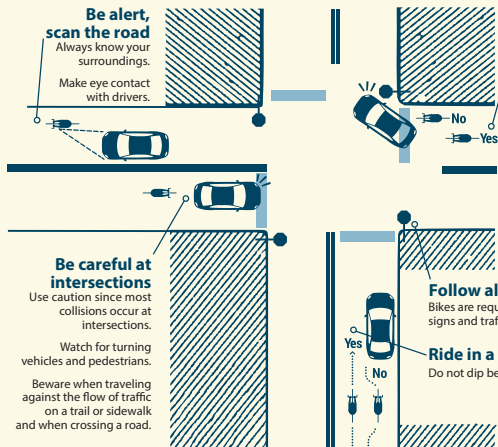 Be alert,
scan the road
Always know your
surroundings.
Make eye contact
with drivers.
No
Yes
Be careful at
intersections
Use caution since most
collisions occur at
intersections.
Watch for turning
vehicles and pedestrians.
Beware when traveling
against the flow of traffic
on a trail or sidewalk
and when crossing a road.
Follow al
Bikes are requ
signs and traf
Ride in a
Do not dip be
Yes
No